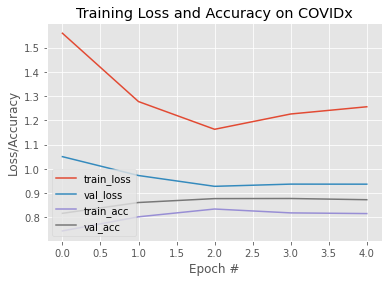 Training Loss and Accuracy on COVIDx
Loss/Accuracy
1.5
1.4
1.3
1.2
1.1
1.0
0.9
0.8
train_loss
val_loss
train_acc
val_acc
0.0 0.5 1.0 1.5 2.0 2.5 3.0 3.5 4.0
Epoch #